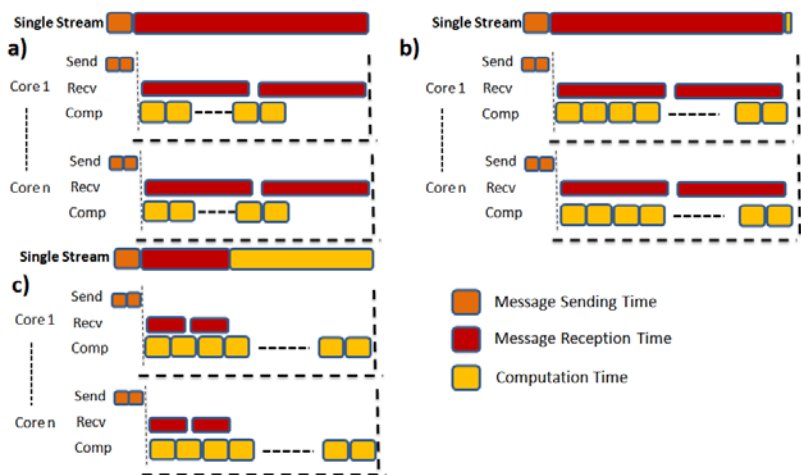 Single Stream
a)
Send
Core 1
Recv
Comp
Send
Core n
Recv
Comp
Single Stream
b)
Send
Core 1
Recv
Comp
Send
Core n
Recv
Comp
Single Stream
c)
Send
Core 1
Recv
Comp
Send
Core n
Recv
Comp
Message Sending Time
Message Reception Time
Computation Time